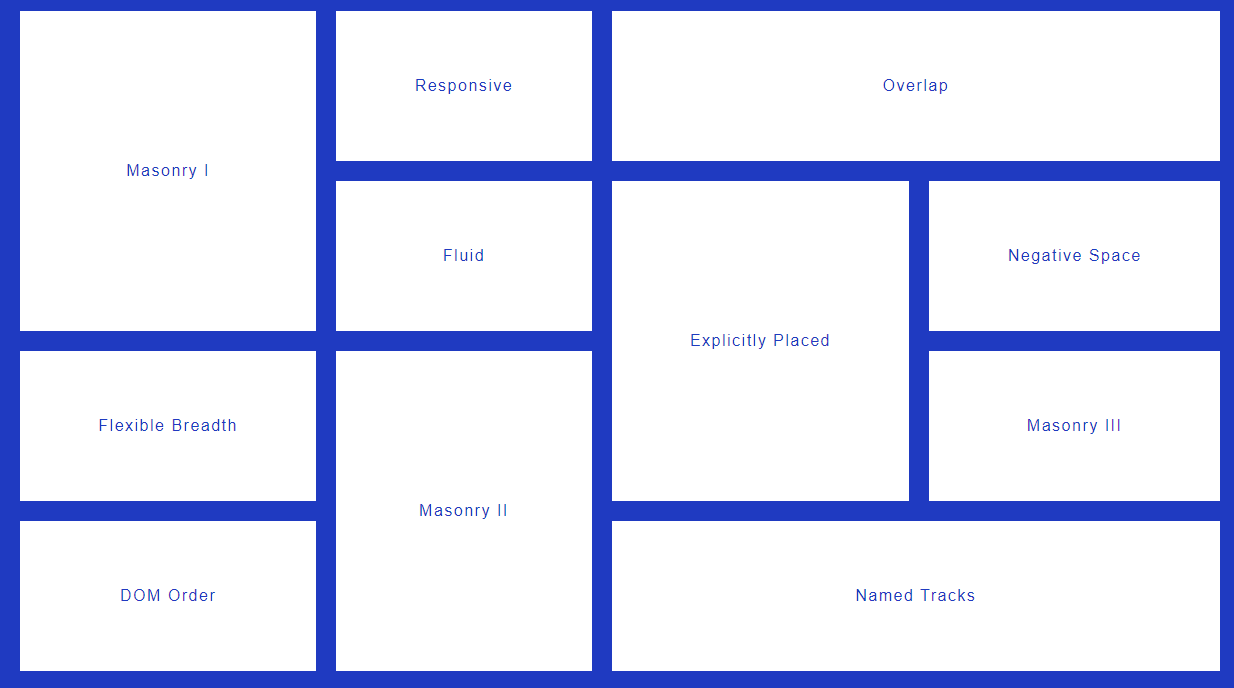 Responsive
Overlap
Masonry I
Fluid
Negative Space
Explicitly Placed
Flexible Breadth
Masonry III
Masonry II
DOM Order
Named Tracks